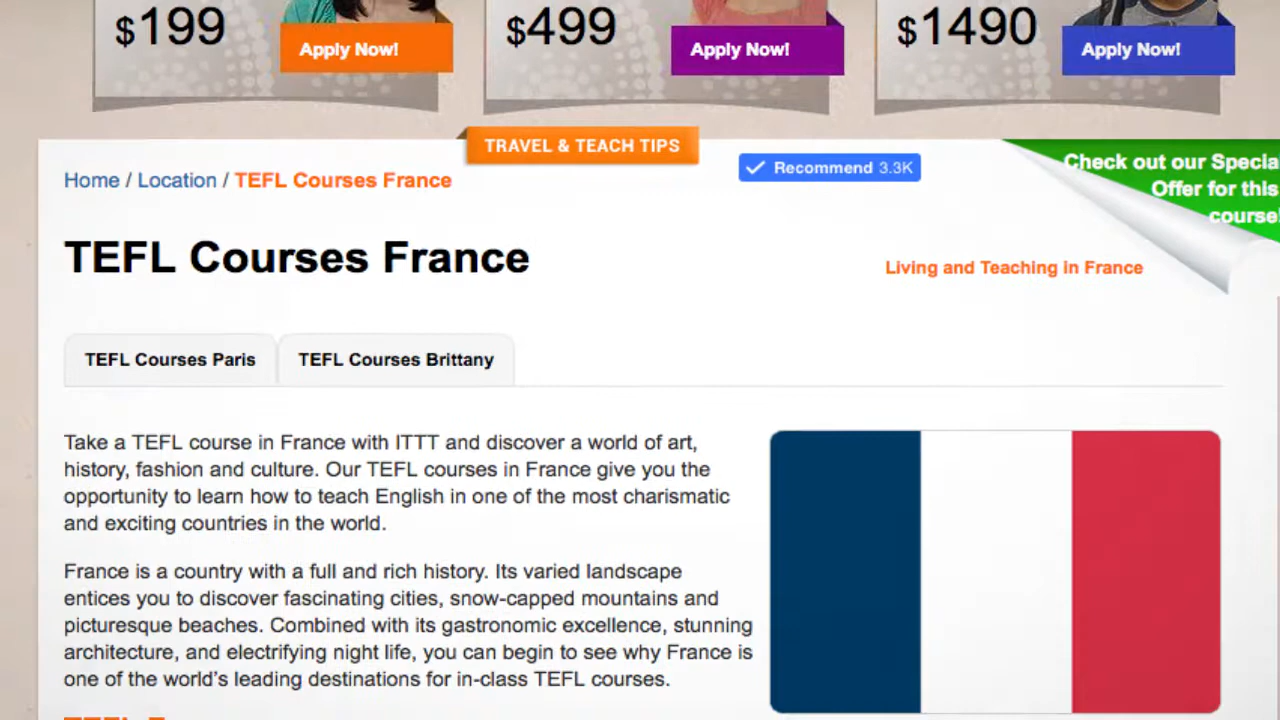 $199
Apply Now!
$499
Apply Now!
$1490
Apply Now!
TRAVEL & TEACH TIPS
Recommend 3.3K
Check out our Specia
Offer for this
course!
Home / Location / TEFL Courses France
TEFL Courses France
Living and Teaching in France
TEFL Courses Paris
TEFL Courses Brittany
Take a TEFL course in France with ITTT and discover a world of art,
history, fashion and culture. Our TEFL courses in France give you the
opportunity to learn how to teach English in one of the most charismatic
and exciting countries in the world.
France is a country with a full and rich history. Its varied landscape
entices you to discover fascinating cities, snow-capped mountains and
picturesque beaches. Combined with its gastronomic excellence, stunning
architecture, and electrifying night life, you can begin to see why France is
one of the world's leading destinations for in-class TEFL courses.